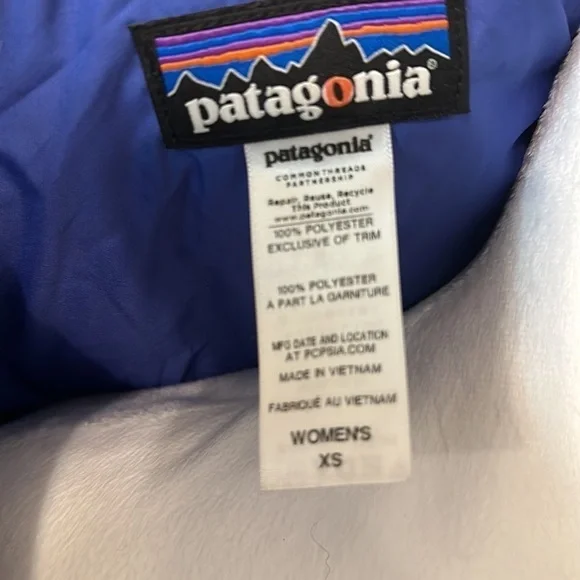 patagonia®
patagonia®
COMMON THREADS
PARTNERSHIP
Repair, Reuse, Recycle
This Product
www.patagonia.com
100% POLYESTER
EXCLUSIVE OF TRIM
100% POLYESTER
A PART LA GARNITURE
MFG DATE AND LOCATION
AT PCPSIA.COM
MADE IN VIETNAM
FABRIQUÉ AU VIETNAM
WOMEN'S
XS